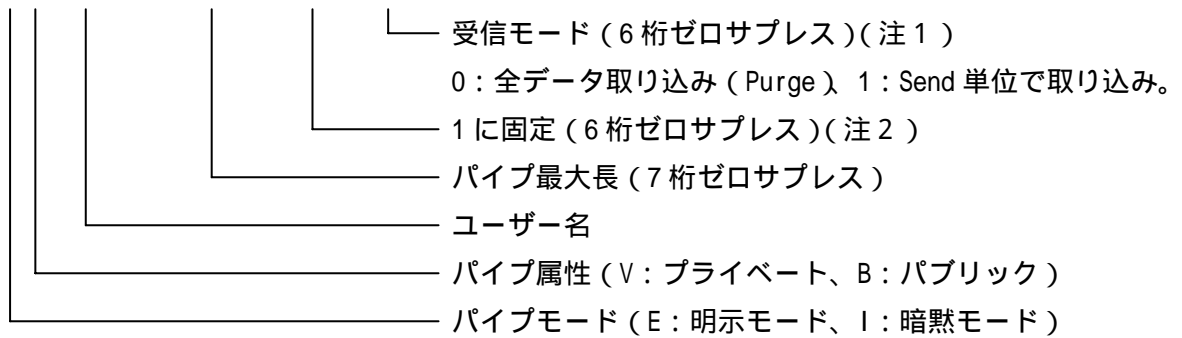 受信モード(6桁ゼロサプレス)(注1)
0:全データ取り込み(Purge)、1:Send単位で取り込み。
1に固定(6桁ゼロサプレス)(注2)
パイプ最大長(7桁ゼロサプレス)
ユーザー名
パイプ属性(V:プライベート、B:パブリック)
パイプモード(E:明示モード、I:暗黙モード)